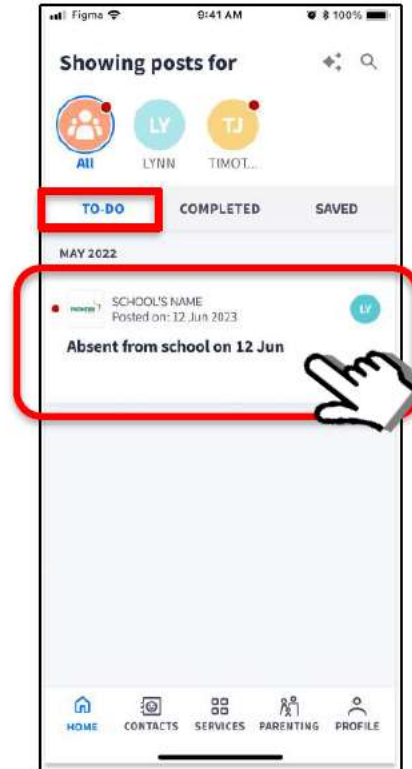 Figma 9:41 AM 100%
Showing posts for
LY TJ
All LYNN TIMOT...
TO-DO COMPLETED SAVED
MAY 2022
SCHOOL'S NAME
Posted on: 12 Jun 2023
LY
Absent from school on 12 Jun
HOME CONTACTS SERVICES PARENTING PROFILE